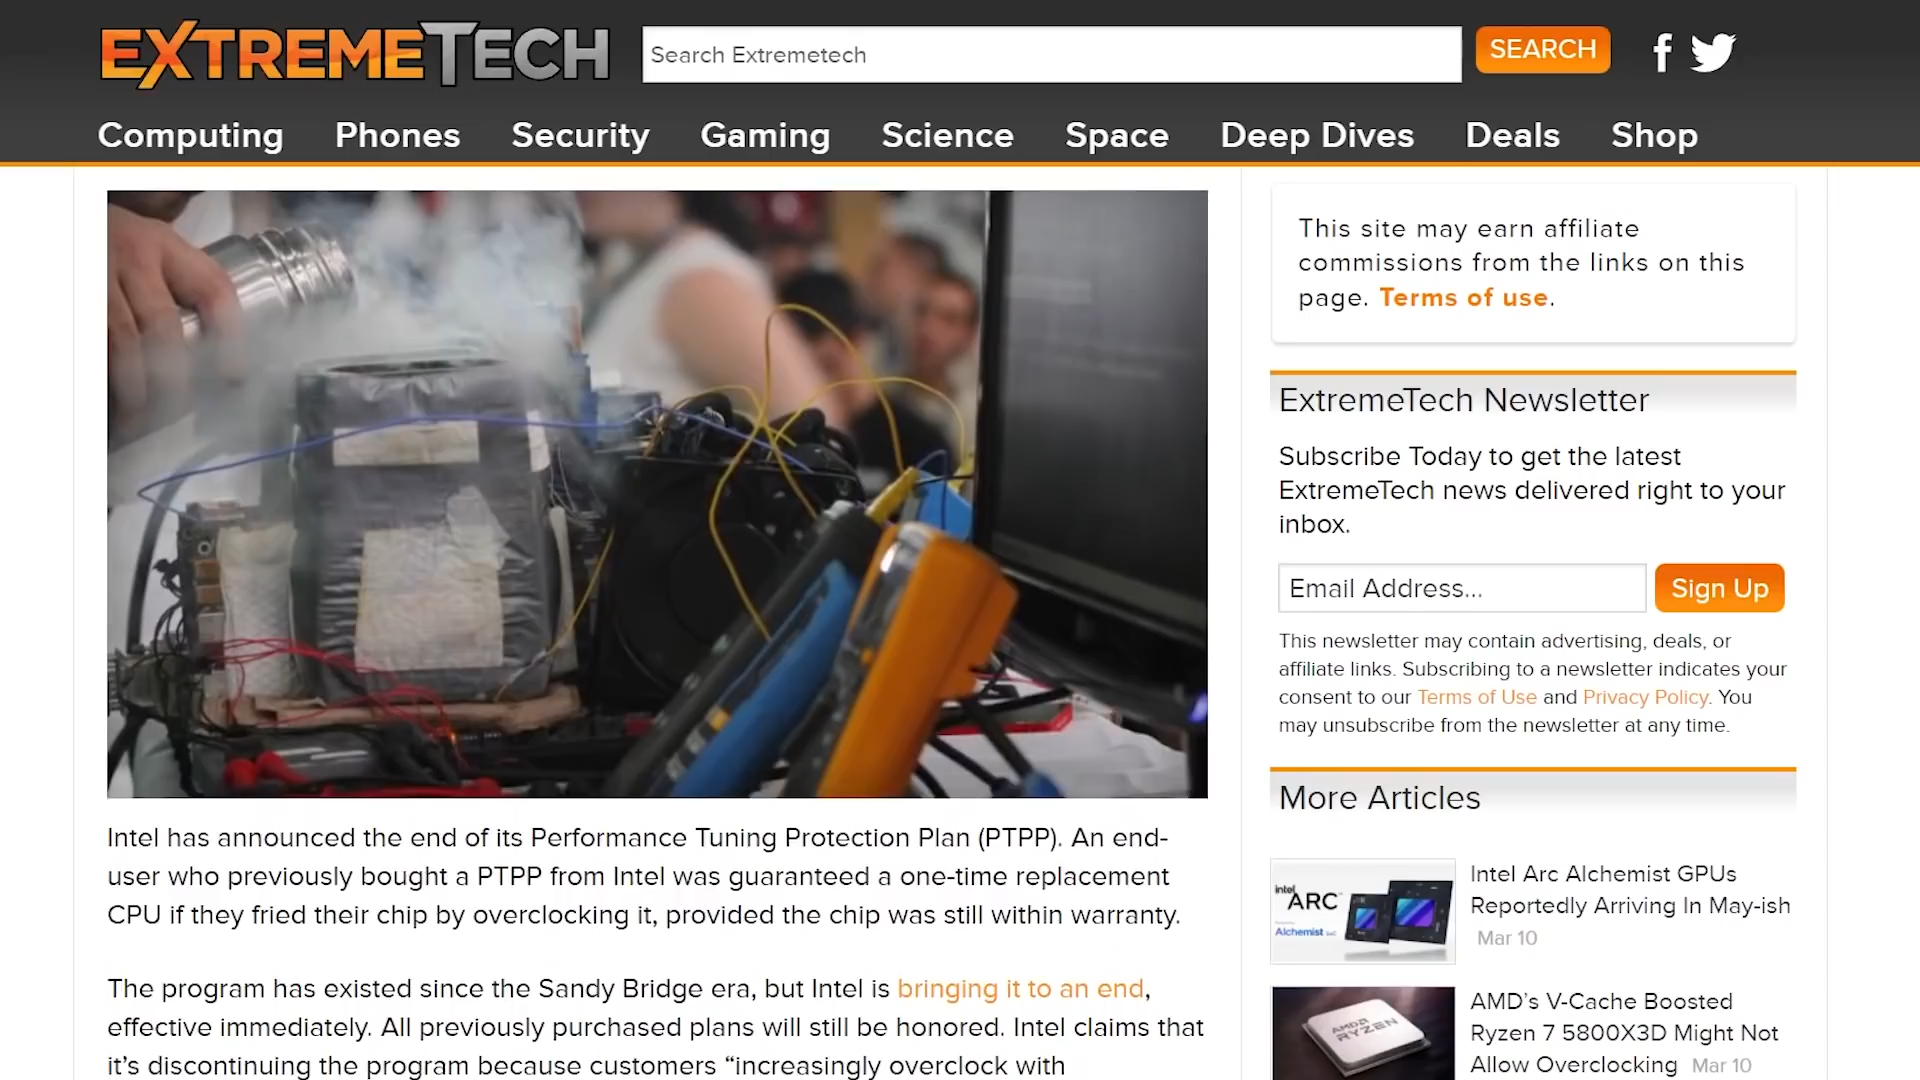 EXTREMETECH
Search Extremetech
SEARCH
Computing Phones Security Gaming Science Space Deep Dives Deals Shop
Intel has announced the end of its Performance Tuning Protection Plan (PTPP). An end-
user who previously bought a PTPP from Intel was guaranteed a one-time replacement
CPU if they fried their chip by overclocking it, provided the chip was still within warranty.
The program has existed since the Sandy Bridge era, but Intel is bringing it to an end,
effective immediately. All previously purchased plans will still be honored. Intel claims that
it’s discontinuing the program because customers “increasingly overclock with
This site may earn affiliate
commissions from the links on this
page. Terms of use.
ExtremeTech Newsletter
Subscribe Today to get the latest
ExtremeTech news delivered right to your
inbox.
Email Address...
Sign Up
This newsletter may contain advertising, deals, or
affiliate links. Subscribing to a newsletter indicates your
consent to our Terms of Use and Privacy Policy. You
may unsubscribe from the newsletter at any time.
More Articles
intel
ARC
Alchemist
Intel Arc Alchemist GPUs
Reportedly Arriving In May-ish
Mar 10
AMD
RYZEN
AMD’s V-Cache Boosted
Ryzen 7 5800X3D Might Not
Allow Overclocking Mar 10